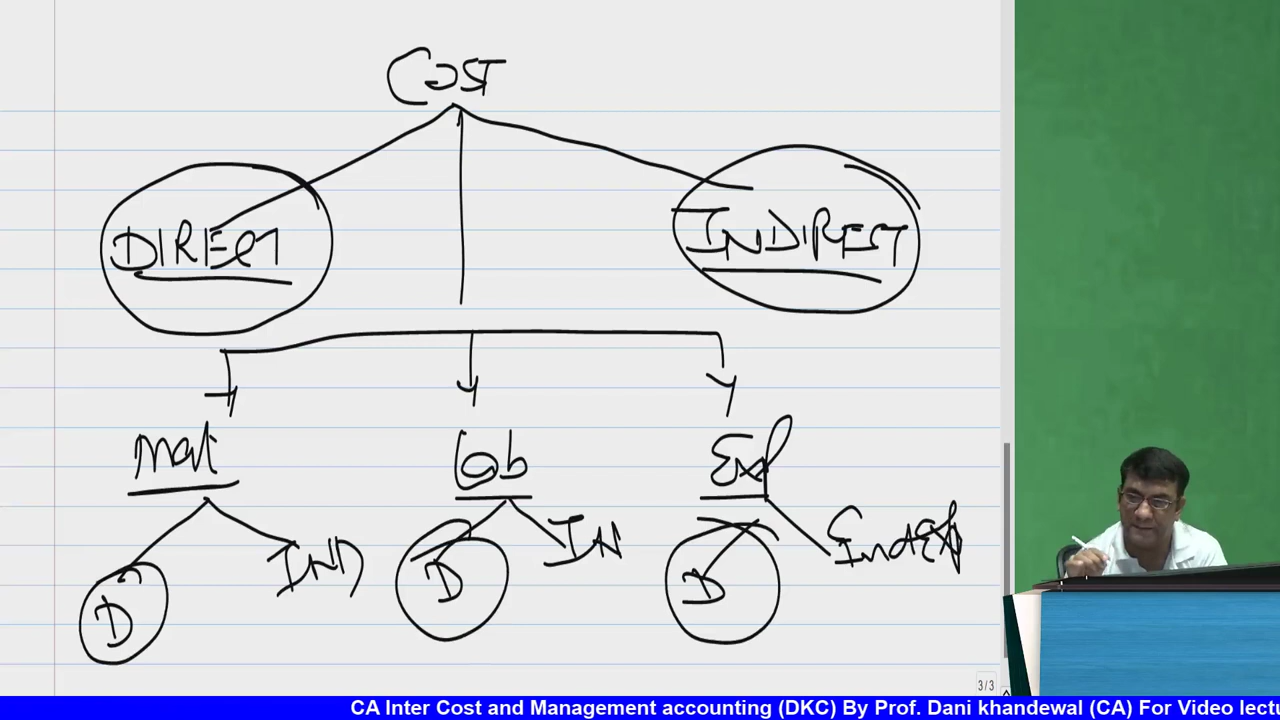 COST
DIRECT INDIRECT
Mat Lab Exp
D IND D IN D IndExp
3/3
CA Inter Cost and Management accounting (DKC) By Prof. Dani khandewal (CA) For Video lectu